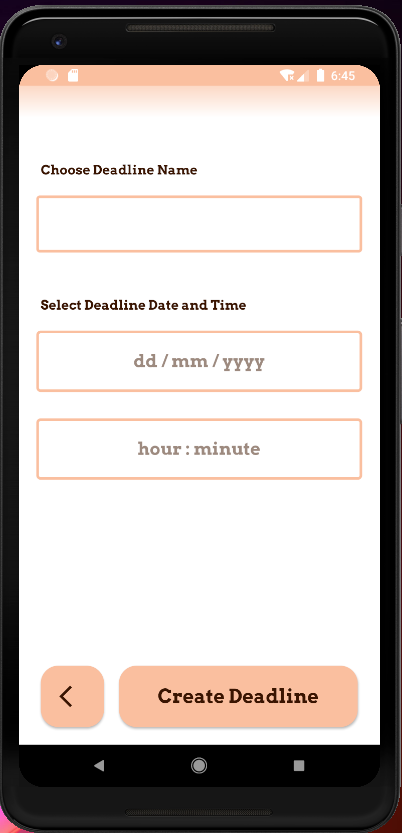 6:45
Choose Deadline Name
Select Deadline Date and Time
dd / mm / yyyy
hour : minute
Create Deadline